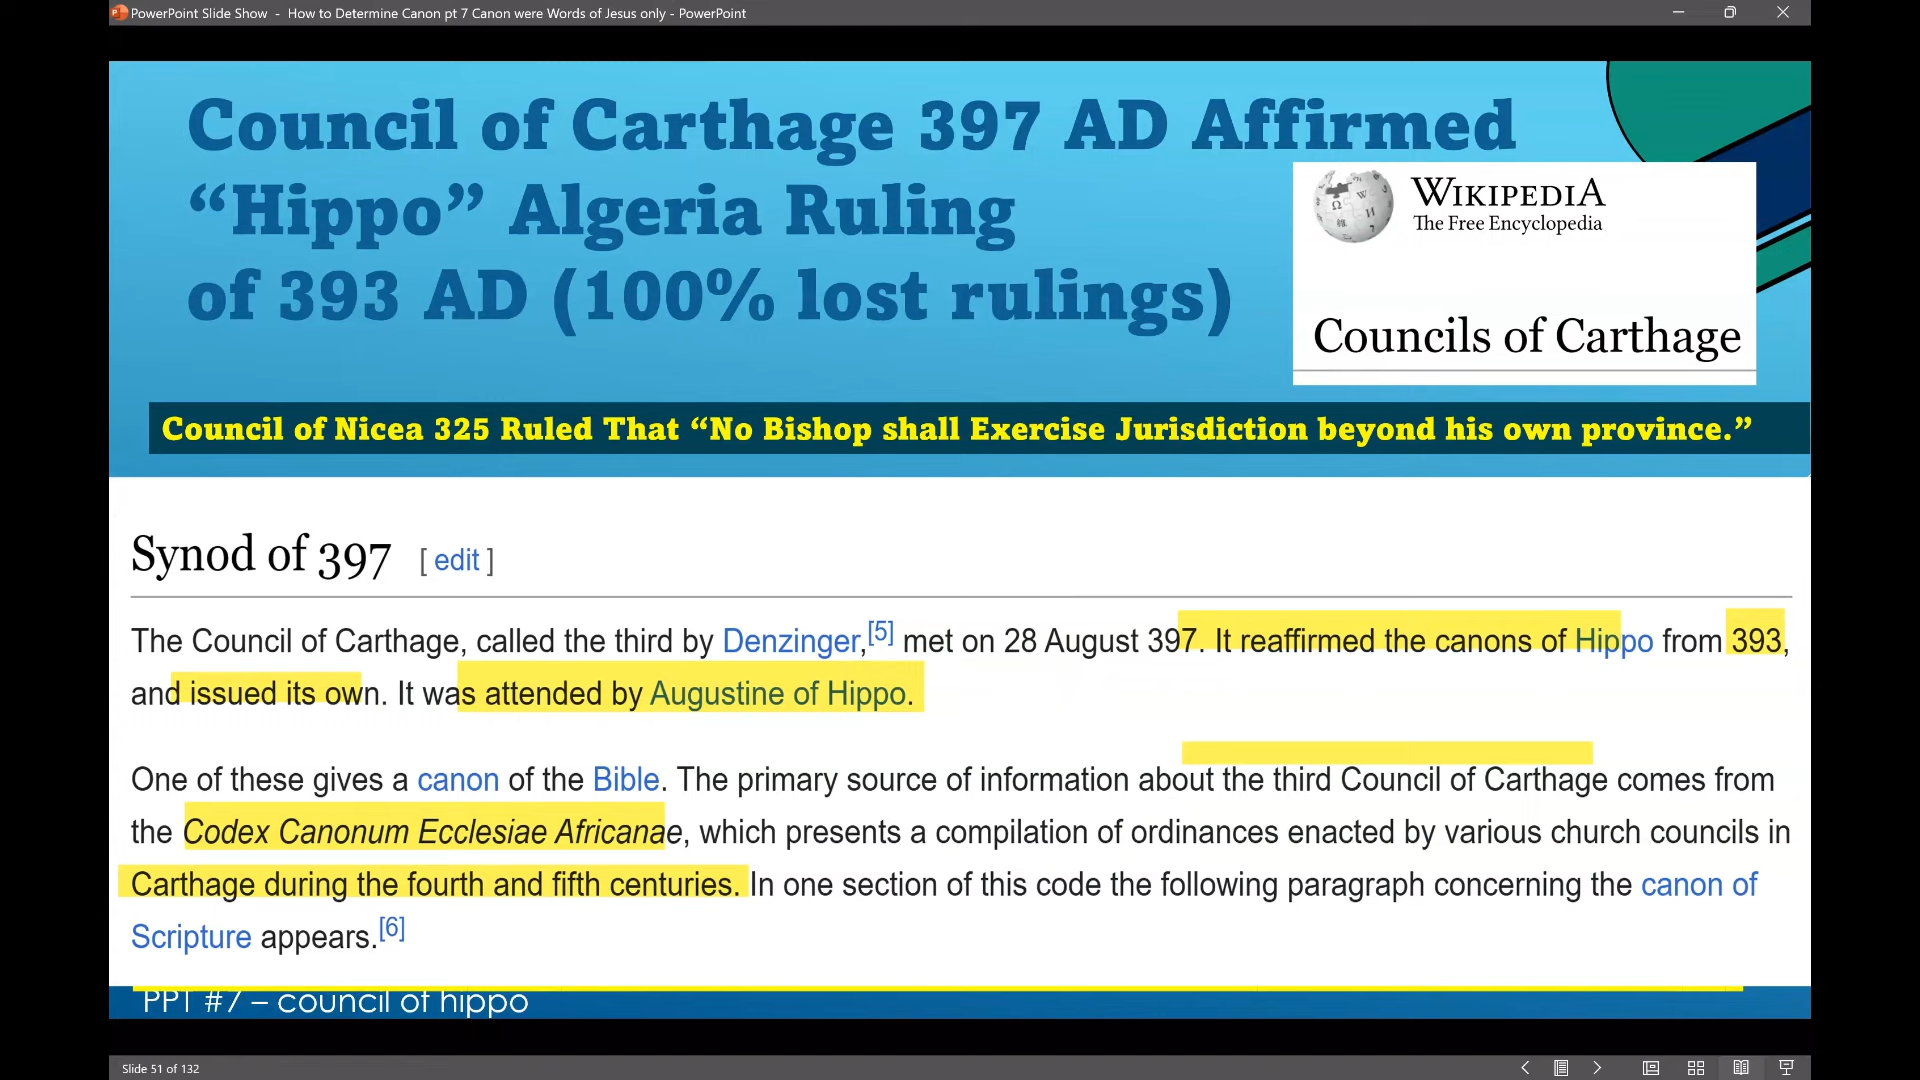 PowerPoint Slide Show - How to Determine Canon pt 7 Canon were Words of Jesus only - PowerPoint
Council of Carthage 397 AD Affirmed
“Hippo” Algeria Ruling
of 393 AD (100% lost rulings)
WIKIPEDIA
The Free Encyclopedia
Councils of Carthage
Council of Nicea 325 Ruled That “No Bishop shall Exercise Jurisdiction beyond his own province.”
Synod of 397 [ edit ]
The Council of Carthage, called the third by Denzinger,[5] met on 28 August 397. It reaffirmed the canons of Hippo from 393,
and issued its own. It was attended by Augustine of Hippo.
One of these gives a canon of the Bible. The primary source of information about the third Council of Carthage comes from
the Codex Canonum Ecclesiae Africanae, which presents a compilation of ordinances enacted by various church councils in
Carthage during the fourth and fifth centuries. In one section of this code the following paragraph concerning the canon of
Scripture appears.[6]
PPT #7 – council of hippo
Slide 51 of 132